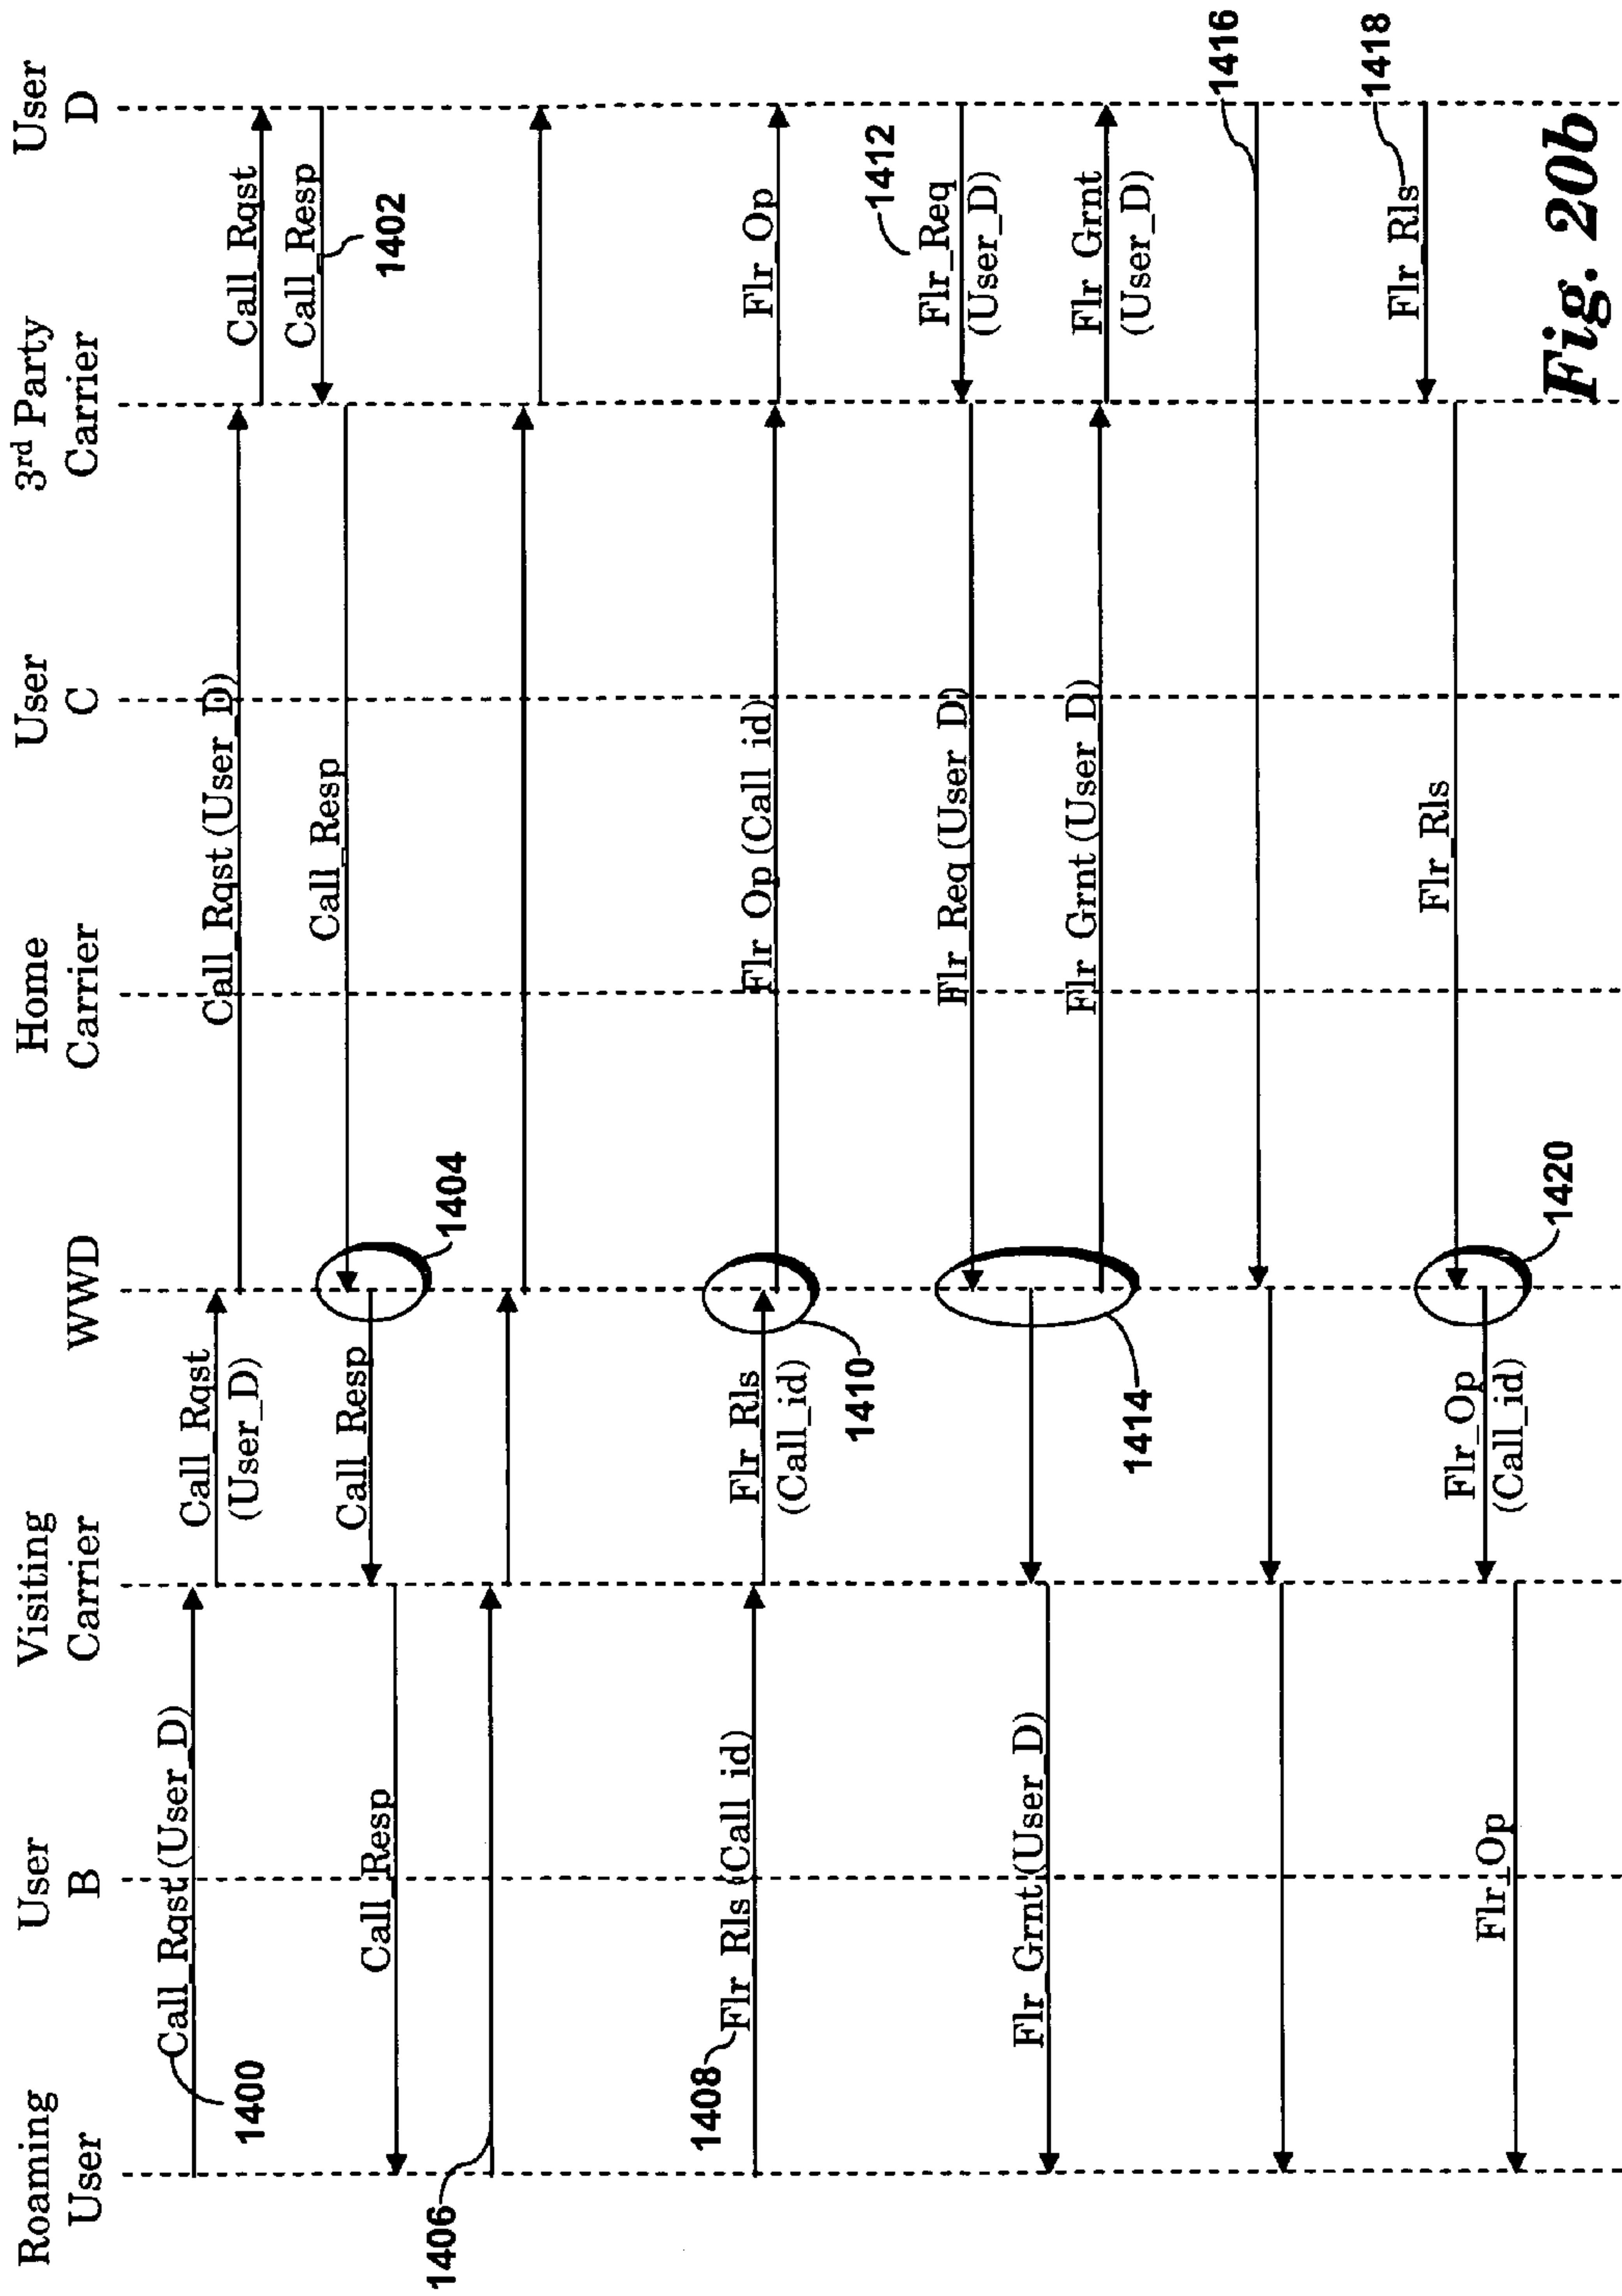 Roaming
User
User
B
Visiting
Carrier
WWD
Home
Carrier
User
C
3rd Party
Carrier
User
D
Call_Rqst (User_D)
1400
Call_Rqst
(User_D)
Call_Rqst (User_D)
Call_Rqst
Call_Resp
1402
Call_Resp
1404
Call_Resp
Call_Resp
1406
1408
Flr_Rls (Call_id)
Flr_Rls
(Call_id)
1410
Flr_Op (Call_id)
Flr_Op
1412
Flr_Req
(User_D)
Flr_Req (User_D)
1414
Flr_Grnt (User_D)
Flr_Grnt (User_D)
Flr_Grnt
(User_D)
1416
1418
Flr_Rls
Flr_Rls
1420
Flr_Op
(Call_id)
Flr_Op
Fig. 20b